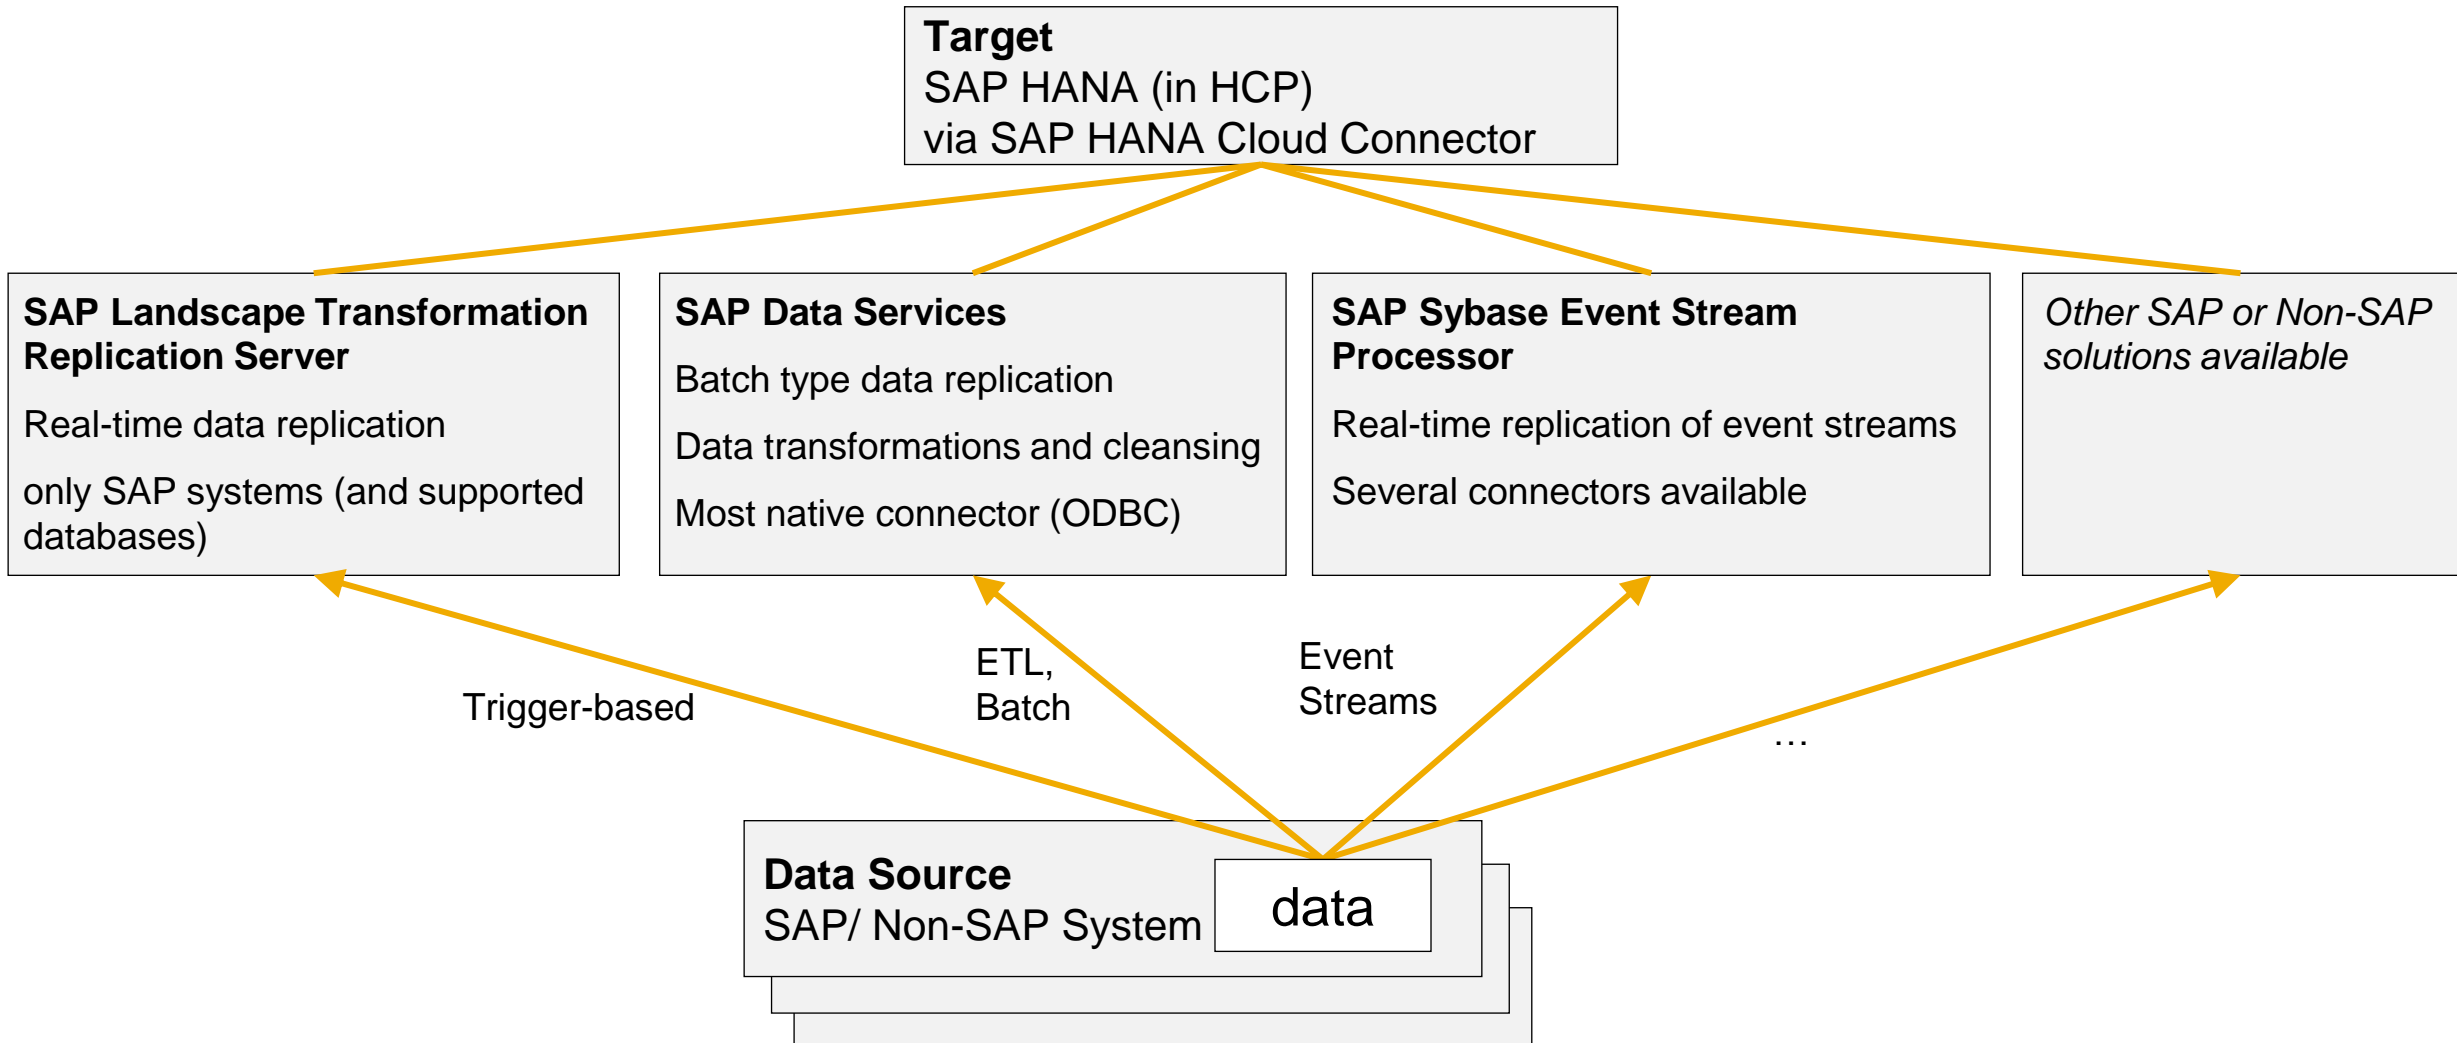 Target
SAP HANA (in HCP)
via SAP HANA Cloud Connector
SAP Landscape Transformation
Replication Server
Real-time data replication
only SAP systems (and supported
databases)
SAP Data Services
Batch type data replication
Data transformations and cleansing
Most native connector (ODBC)
SAP Sybase Event Stream
Processor
Real-time replication of event streams
Several connectors available
Other SAP or Non-SAP
solutions available
Trigger-based
ETL,
Batch
Event
Streams
…
Data Source
SAP/ Non-SAP System
data